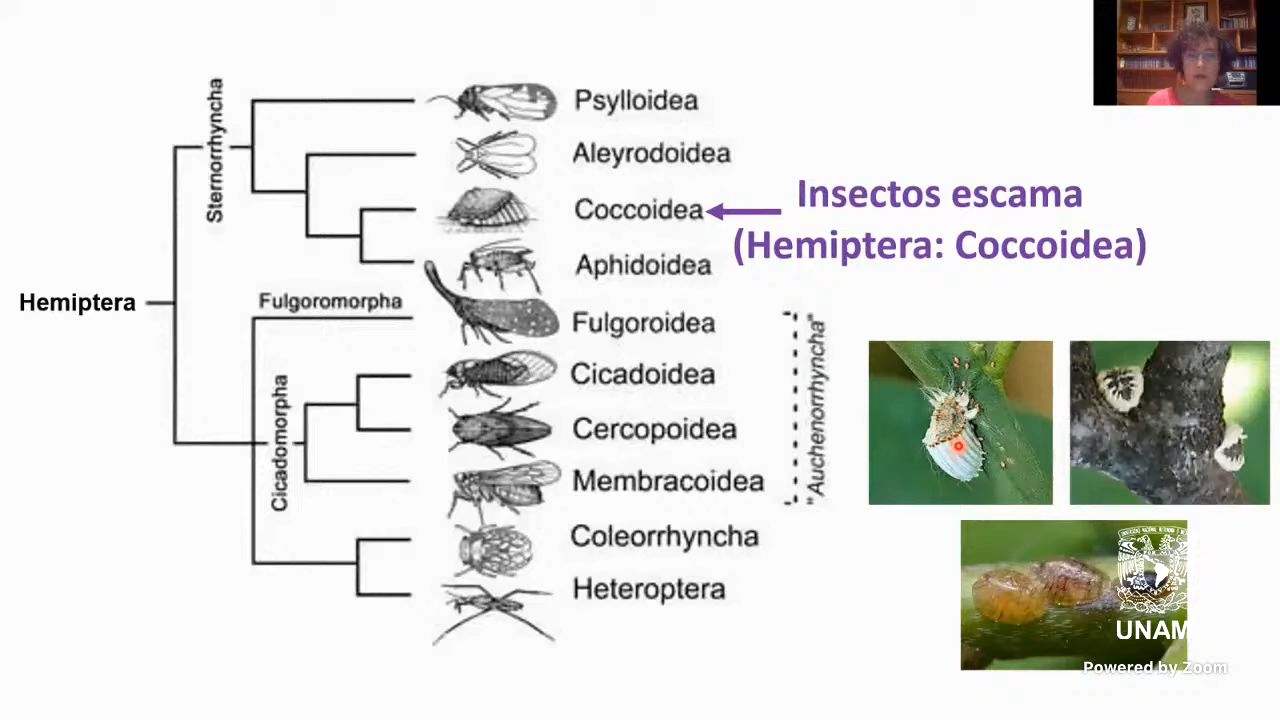 Sternorrhyncha
Psylloidea
Aleyrodoidea
Coccoidea
Insectos escama
(Hemiptera: Coccoidea)
Aphidoidea
Hemiptera
Fulgoromorpha
Fulgoroidea
Cicadomorpha
Cicadoidea
Cercopoidea
Membracoidea
"Auchenorrhyncha"
Coleorrhyncha
Heteroptera
UNAM
Powered by Zoom